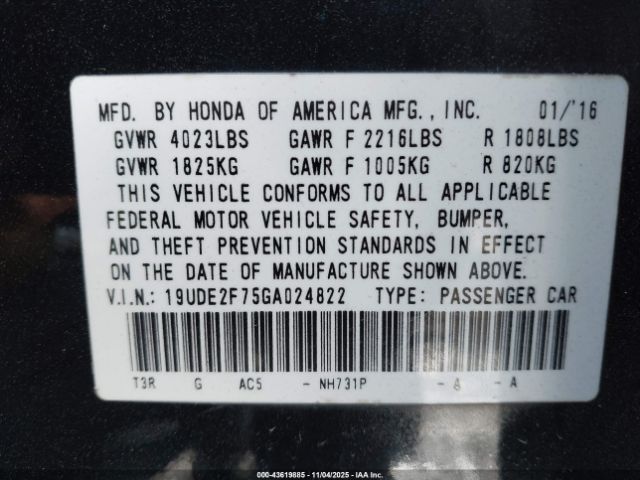 MFD. BY HONDA OF AMERICA MFG., INC. 01/'16
GVWR 4023LBS GAWR F 2216LBS R 1808LBS
GVWR 1825KG GAWR F 1005KG R 820KG
THIS VEHICLE CONFORMS TO ALL APPLICABLE
FEDERAL MOTOR VEHICLE SAFETY, BUMPER,
AND THEFT PREVENTION STANDARDS IN EFFECT
ON THE DATE OF MANUFACTURE SHOWN ABOVE.
V.I.N.: 19UDE2F75GA024822 TYPE: PASSENGER CAR
T3R G AC5 - NH731P - A - A
000-43619885 - 11/04/2025 - IAA Inc.